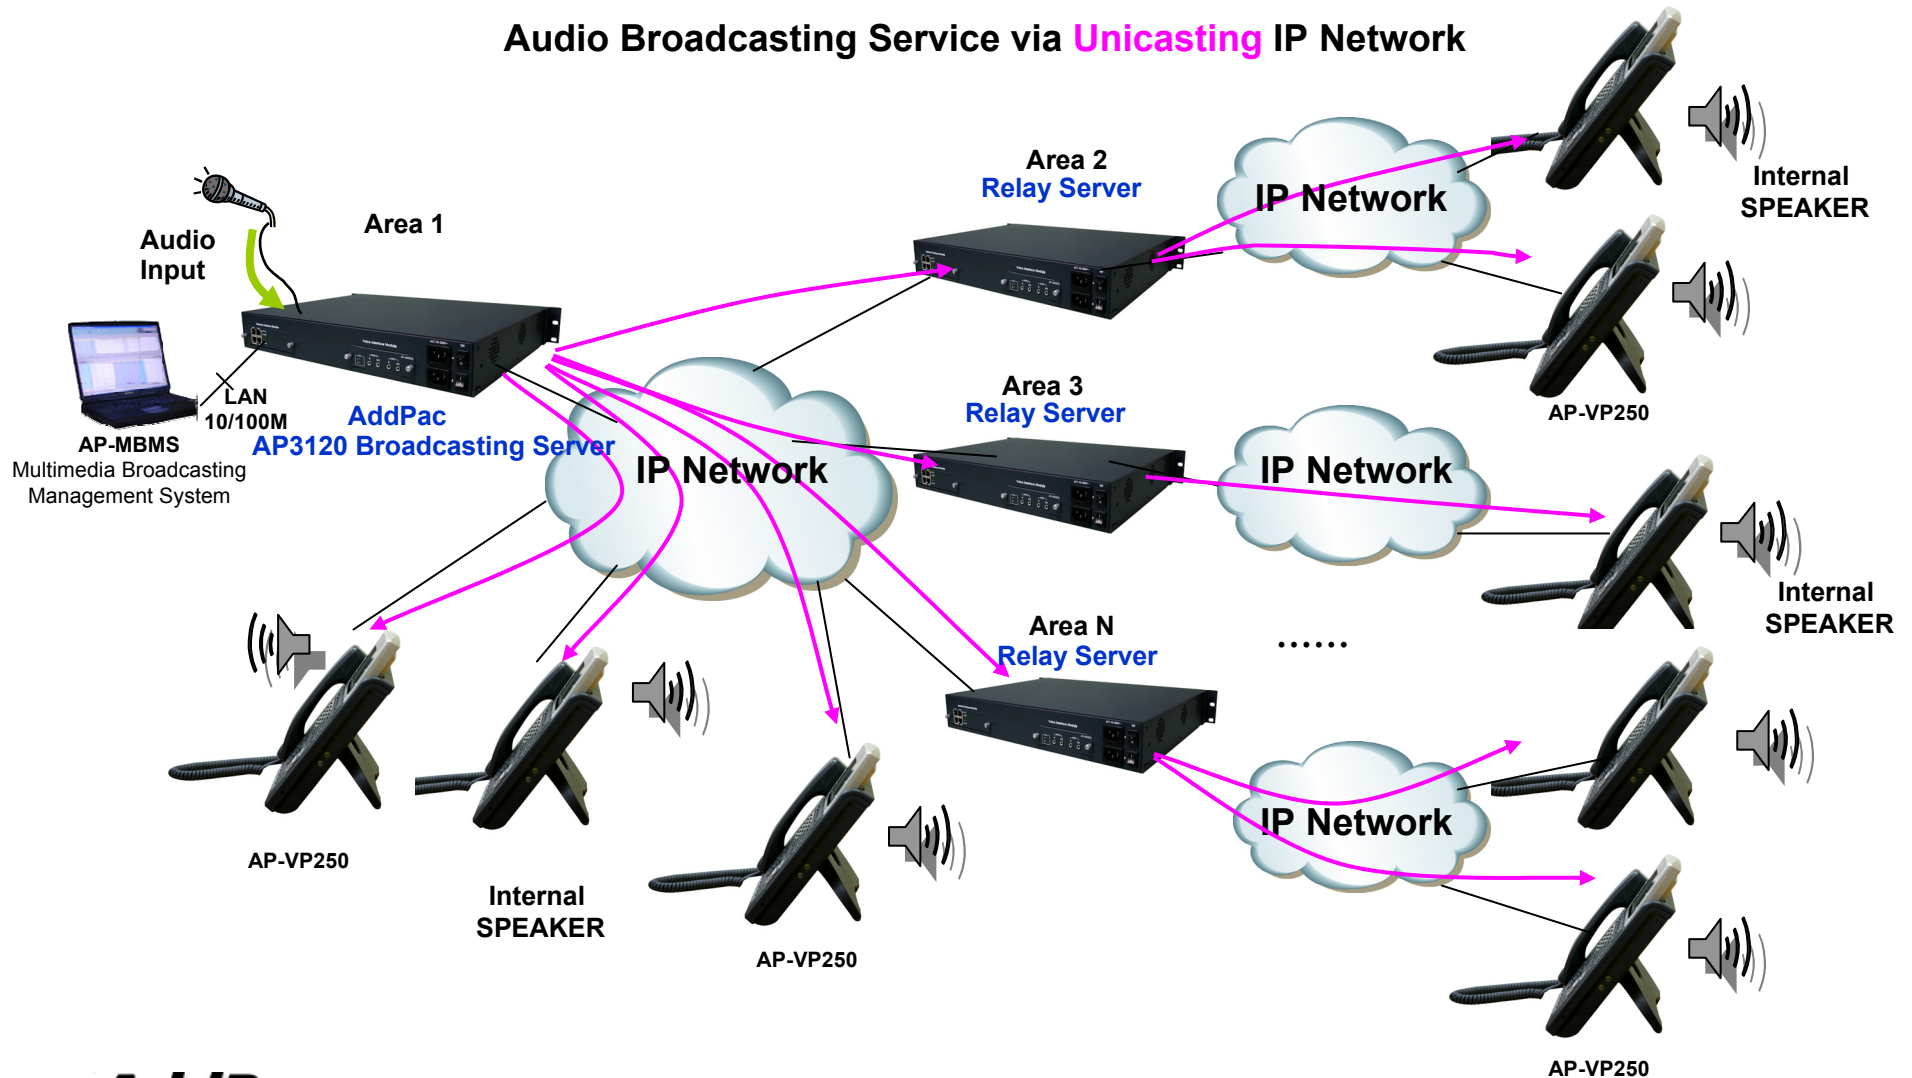 Audio Broadcasting Service via Unicasting IP Network
Area 1
Audio
Input
LAN
10/100M
AP-MBMS
Multimedia Broadcasting
Management System
AddPac
AP3120 Broadcasting Server
IP Network
Area 2
Relay Server
IP Network
Internal
SPEAKER
AP-VP250
Area 3
Relay Server
IP Network
Internal
SPEAKER
Area N
Relay Server
......
IP Network
AP-VP250
Internal
SPEAKER
AP-VP250
AP-VP250